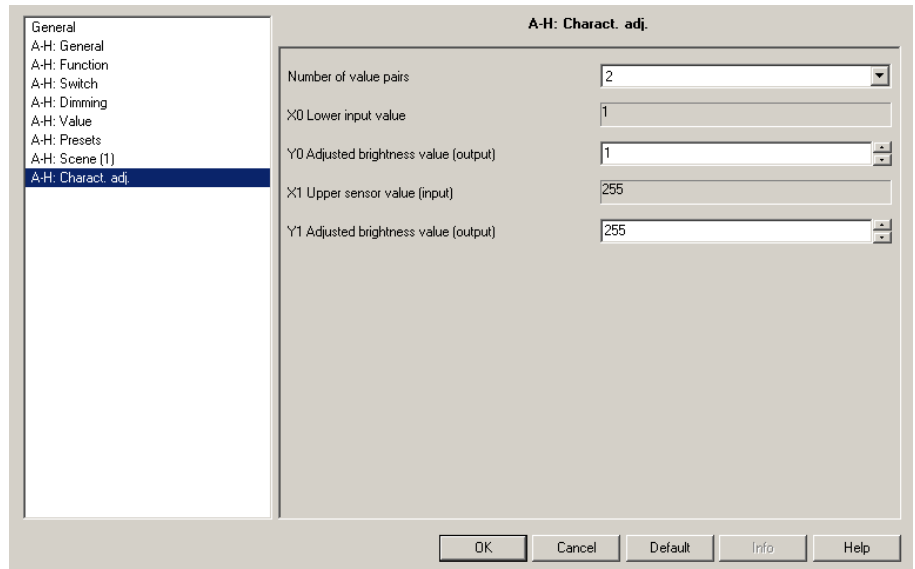 General
A-H: General
A-H: Function
A-H: Switch
A-H: Dimming
A-H: Value
A-H: Presets
A-H: Scene (1)
A-H: Charact. adj.
A-H: Charact. adj.
Number of value pairs 2
X0 Lower input value 1
Y0 Adjusted brightness value (output) 1
X1 Upper sensor value (input) 255
Y1 Adjusted brightness value (output) 255
OK Cancel Default Info Help